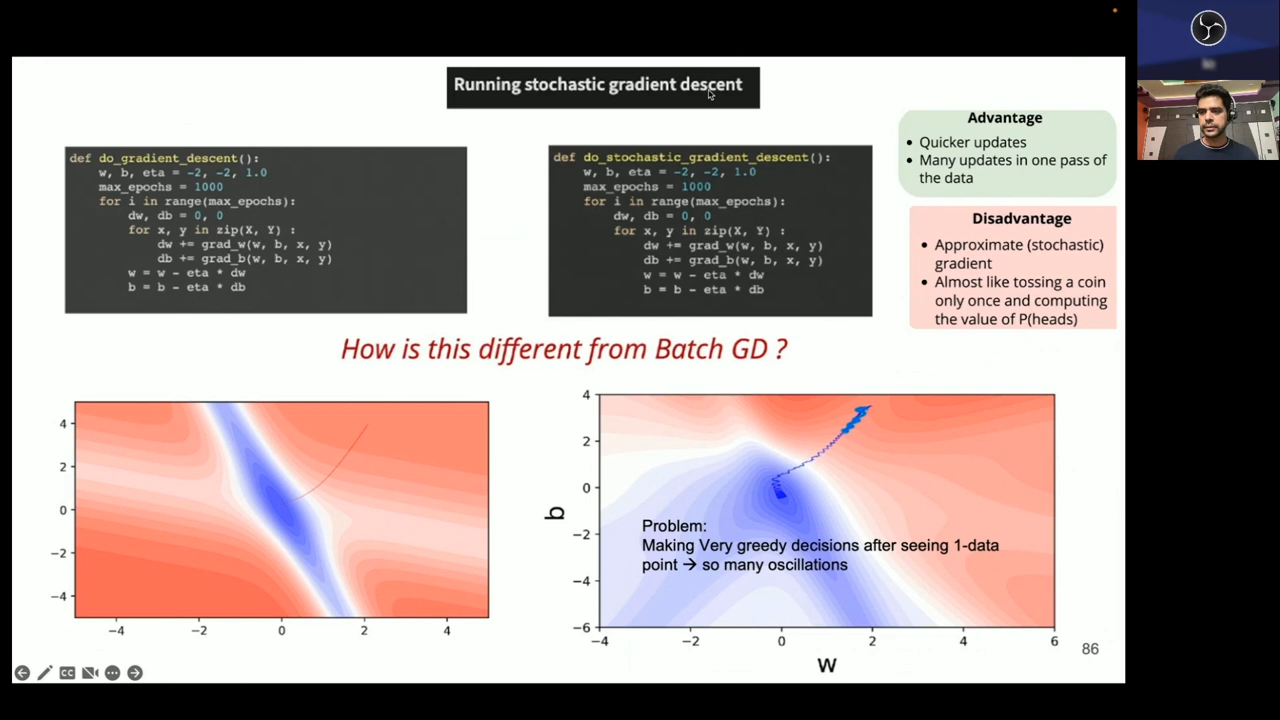 Running stochastic gradient descent
def do_gradient_descent():
w, b, eta = -2, -2, 1.0
max_epochs = 1000
for i in range(max_epochs):
dw, db = 0, 0
for x, y in zip(X, Y) :
dw += grad_w(w, b, x, y)
db += grad_b(w, b, x, y)
w = w - eta * dw
b = b - eta * db
def do_stochastic_gradient_descent():
w, b, eta = -2, -2, 1.0
max_epochs = 1000
for i in range(max_epochs):
dw, db = 0, 0
for x, y in zip(X, Y) :
dw += grad_w(w, b, x, y)
db += grad_b(w, b, x, y)
w = w - eta * dw
b = b - eta * db
Advantage
• Quicker updates
• Many updates in one pass of
the data
Disadvantage
• Approximate (stochastic)
gradient
• Almost like tossing a coin
only once and computing
the value of P(heads)
How is this different from Batch GD ?
4
2
0
−2
−4
−4 −2 0 2 4
4
2
0
−2
−4
−6
b
Problem:
Making Very greedy decisions after seeing 1-data
point → so many oscillations
−4 −2 0 2 4 6
w
86
CC